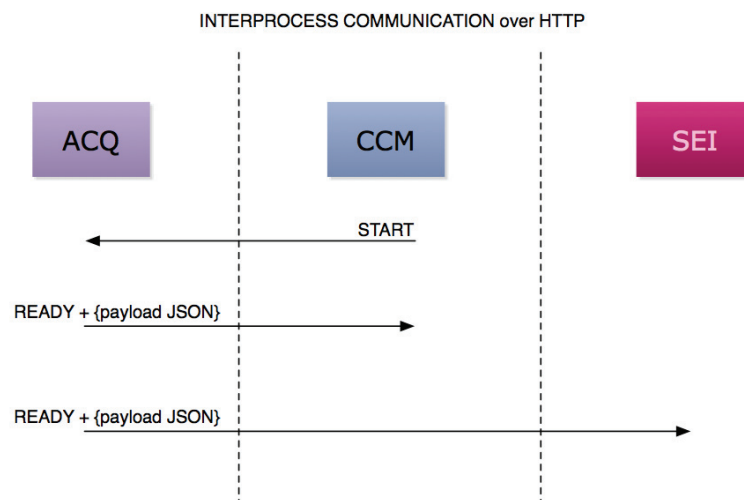 INTERPROCESS COMMUNICATION over HTTP
ACQ
CCM
SEI
START
READY + {payload JSON}
READY + {payload JSON}